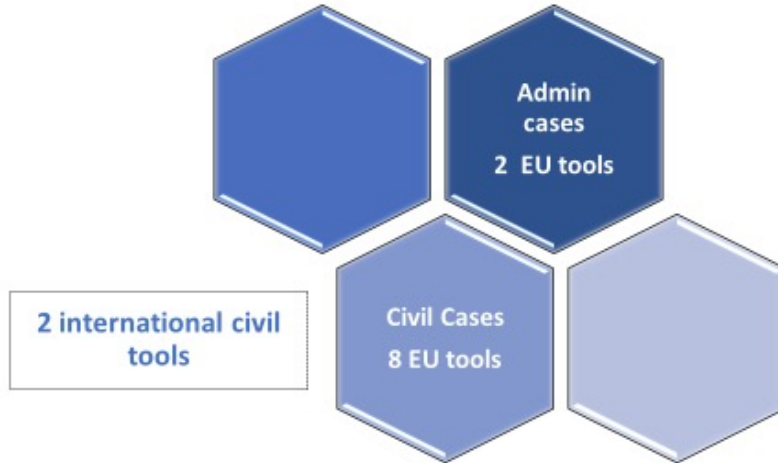 Admin
cases
2 EU tools
2 international civil
tools
Civil Cases
8 EU tools